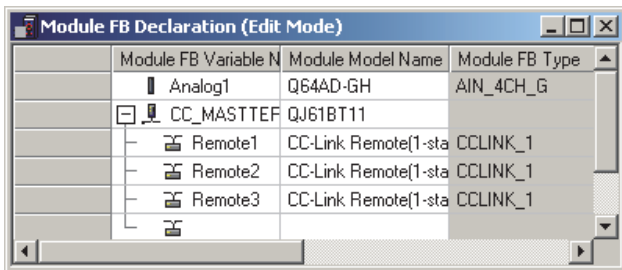 Module FB Declaration (Edit Mode)
Module FB Variable N Module Model Name Module FB Type
Analog1 Q64AD-GH AIN_4CH_G
CC_MASTTEF QJ61BT11
Remote1 CC-Link Remote(1-sta CCLINK_1
Remote2 CC-Link Remote(1-sta CCLINK_1
Remote3 CC-Link Remote(1-sta CCLINK_1